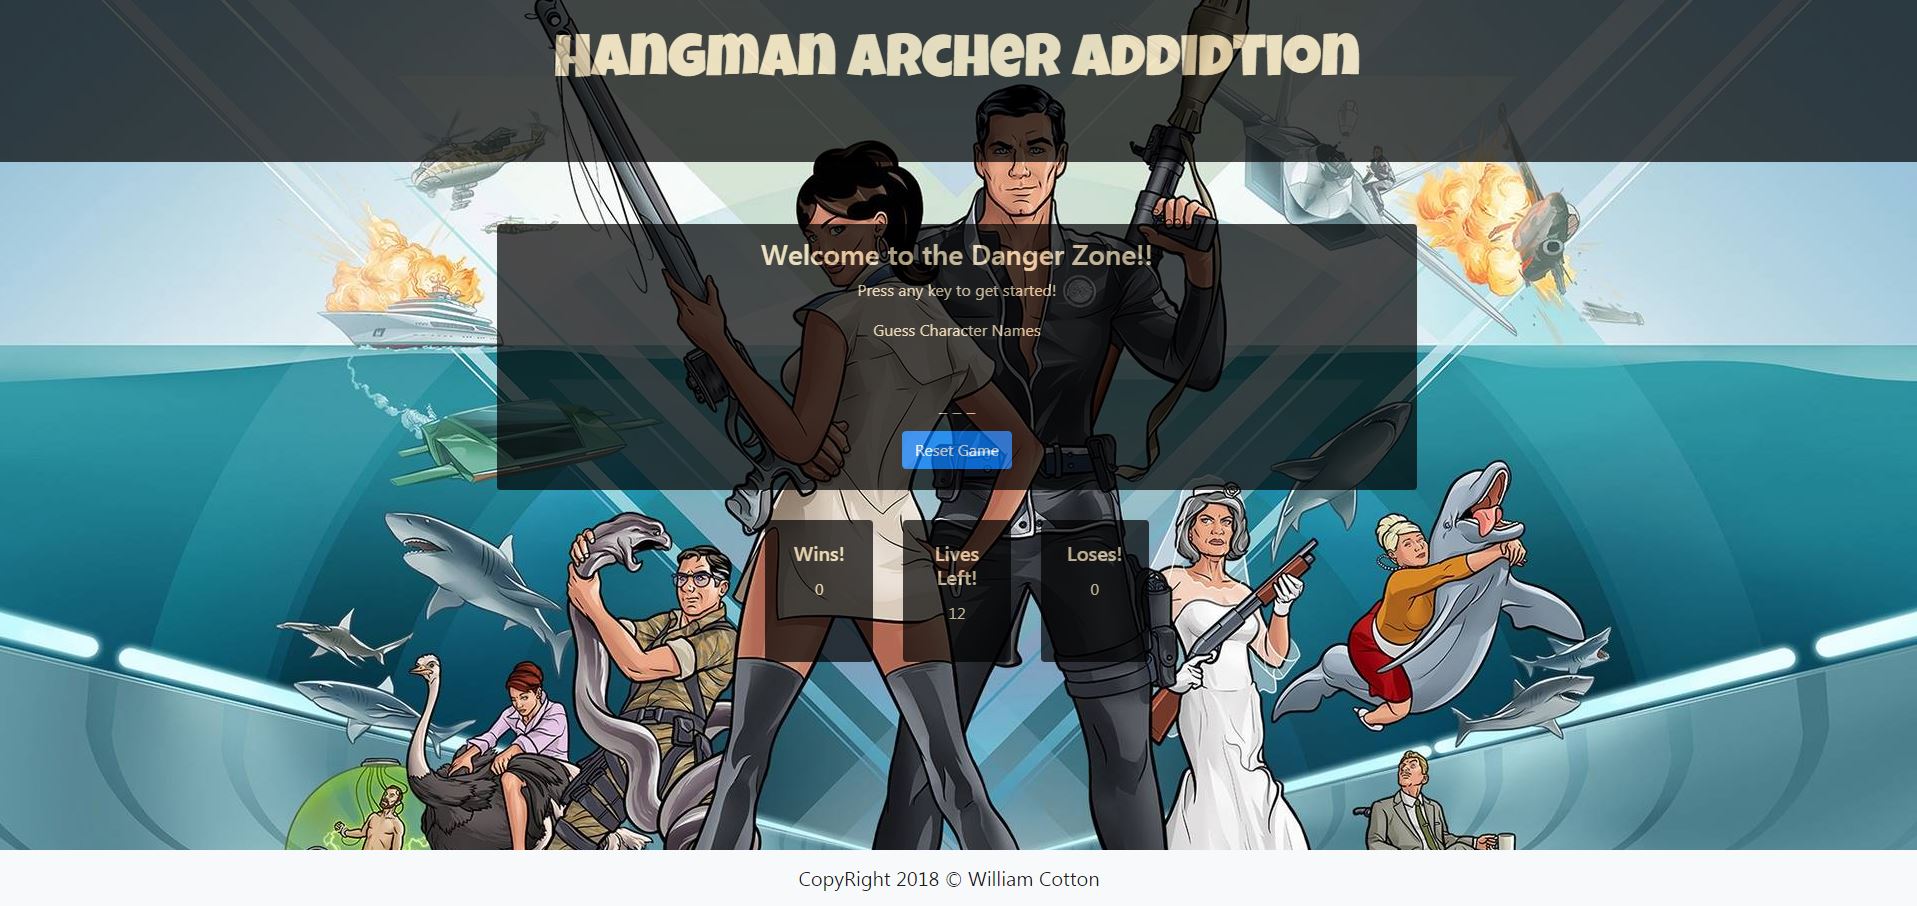 Hangman Archer Addidtion
Welcome to the Danger Zone!!
Press any key to get started!
Guess Character Names
_ _ _
Reset Game
Wins!
0
Lives
Left!
12
Loses!
0
CopyRight 2018 © William Cotton